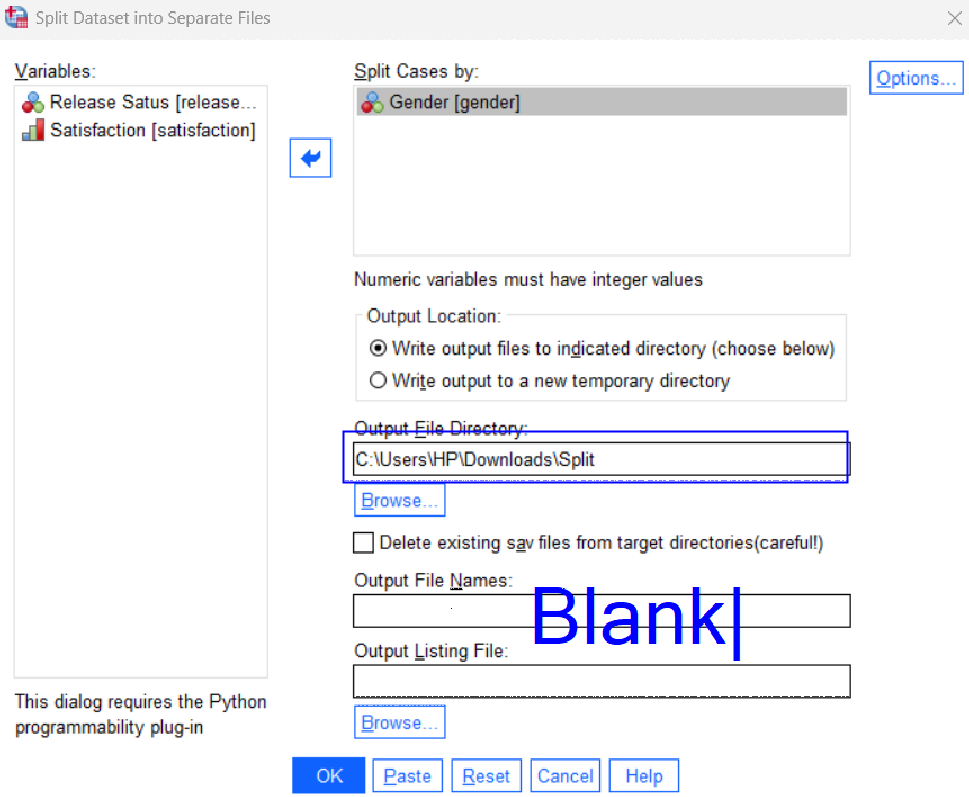 Split Dataset into Separate Files
Variables:
Release Satus [release...
Satisfaction [satisfaction]
This dialog requires the Python
programmability plug-in
Split Cases by:
Gender [gender]
Options...
Numeric variables must have integer values
Output Location:
Write output files to indicated directory (choose below)
Write output to a new temporary directory
Output File Directory:
C:\Users\HP\Downloads\Split
Browse...
Delete existing sav files from target directories(careful!)
Output File Names:
Blank
Output Listing File:
Browse...
OK Paste Reset Cancel Help